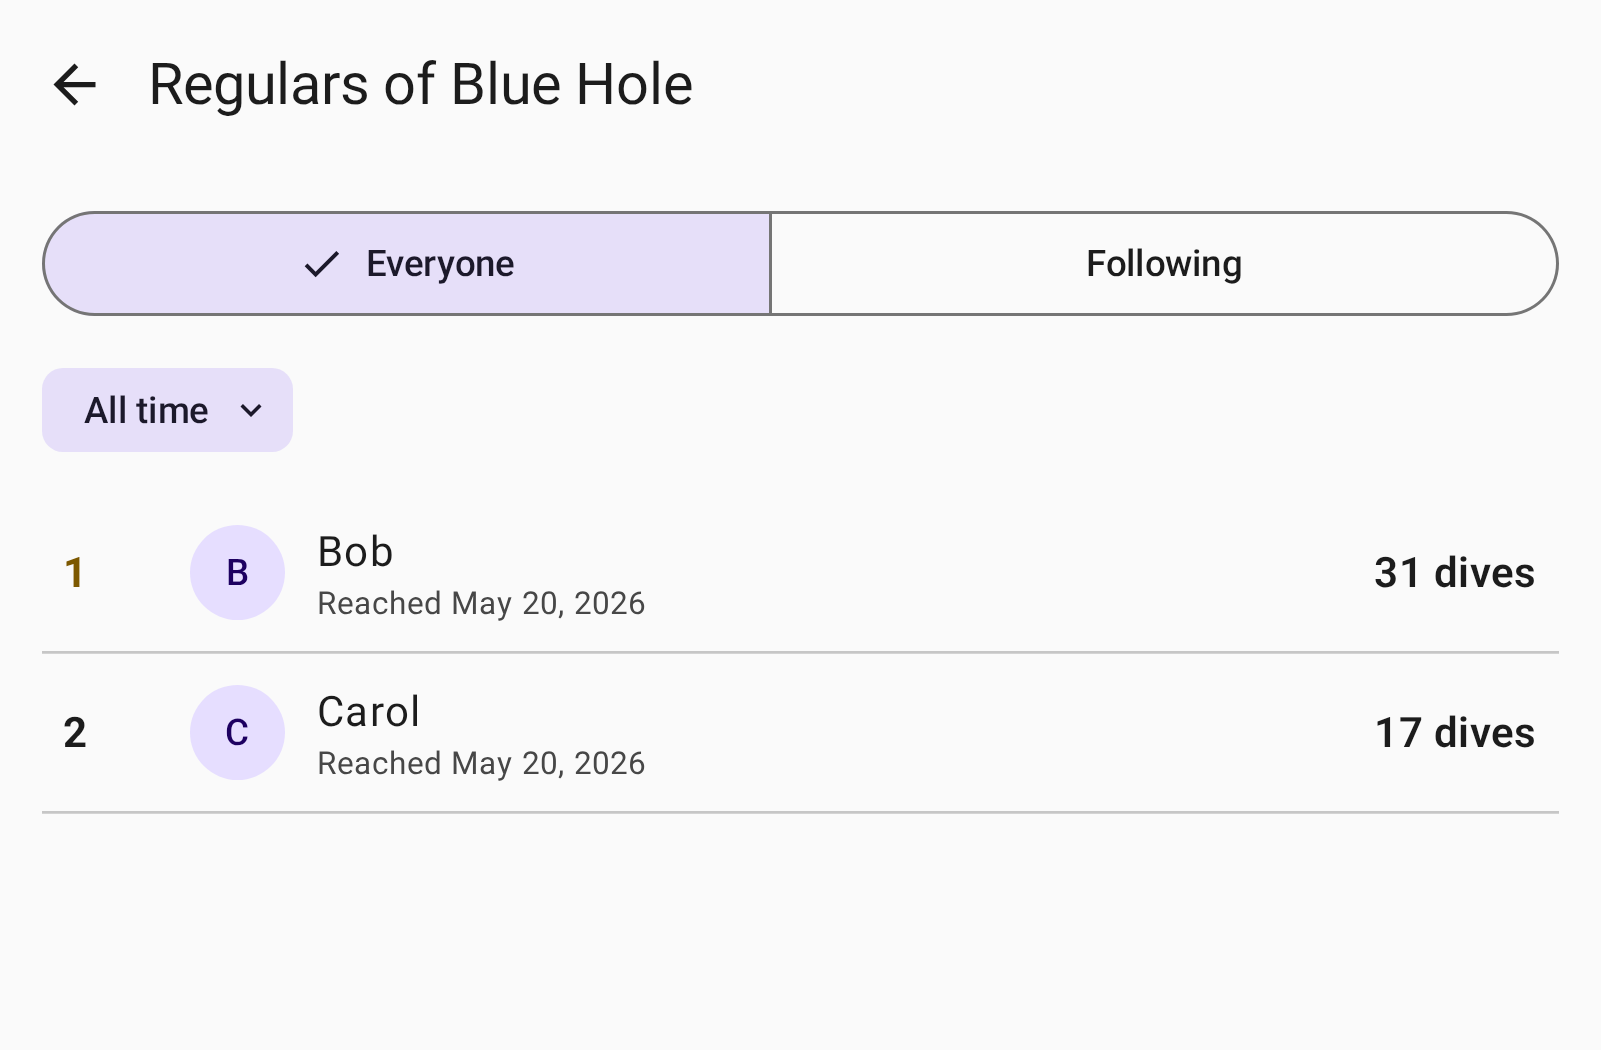 Regulars of Blue Hole
Everyone
Following
All time
1
B
Bob
Reached May 20, 2026
31 dives
2
C
Carol
Reached May 20, 2026
17 dives